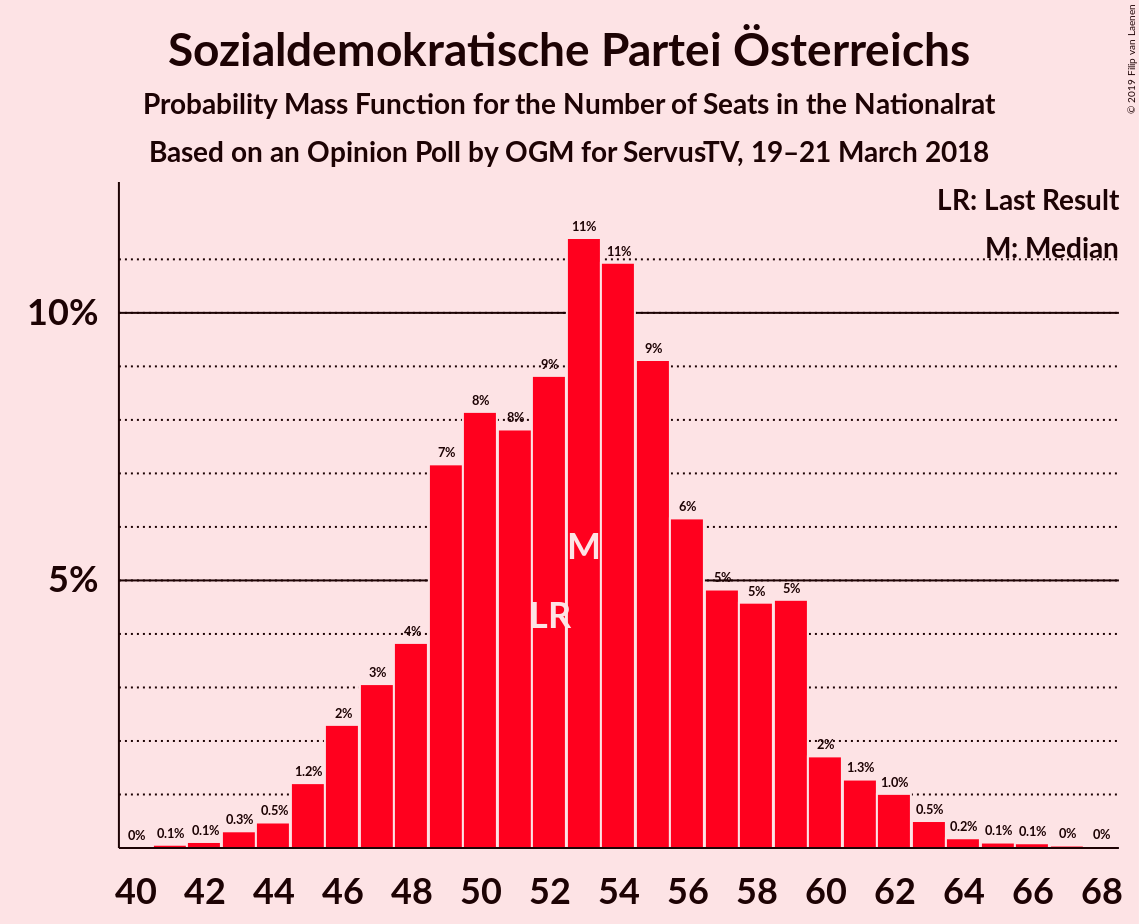 Sozialdemokratische Partei Österreichs
Probability Mass Function for the Number of Seats in the Nationalrat
Based on an Opinion Poll by OGM for ServusTV, 19–21 March 2018
© 2019 Filip van Laenen
LR: Last Result
M: Median
10%
5%
0% 0.1% 0.1% 0.3% 0.5% 1.2% 2% 3% 4% 7% 8% 8% 9% 11% 11% 9% 6% 5% 5% 5% 2% 1.3% 1.0% 0.5% 0.2% 0.1% 0.1% 0% 0%
M
LR
40 42 44 46 48 50 52 54 56 58 60 62 64 66 68